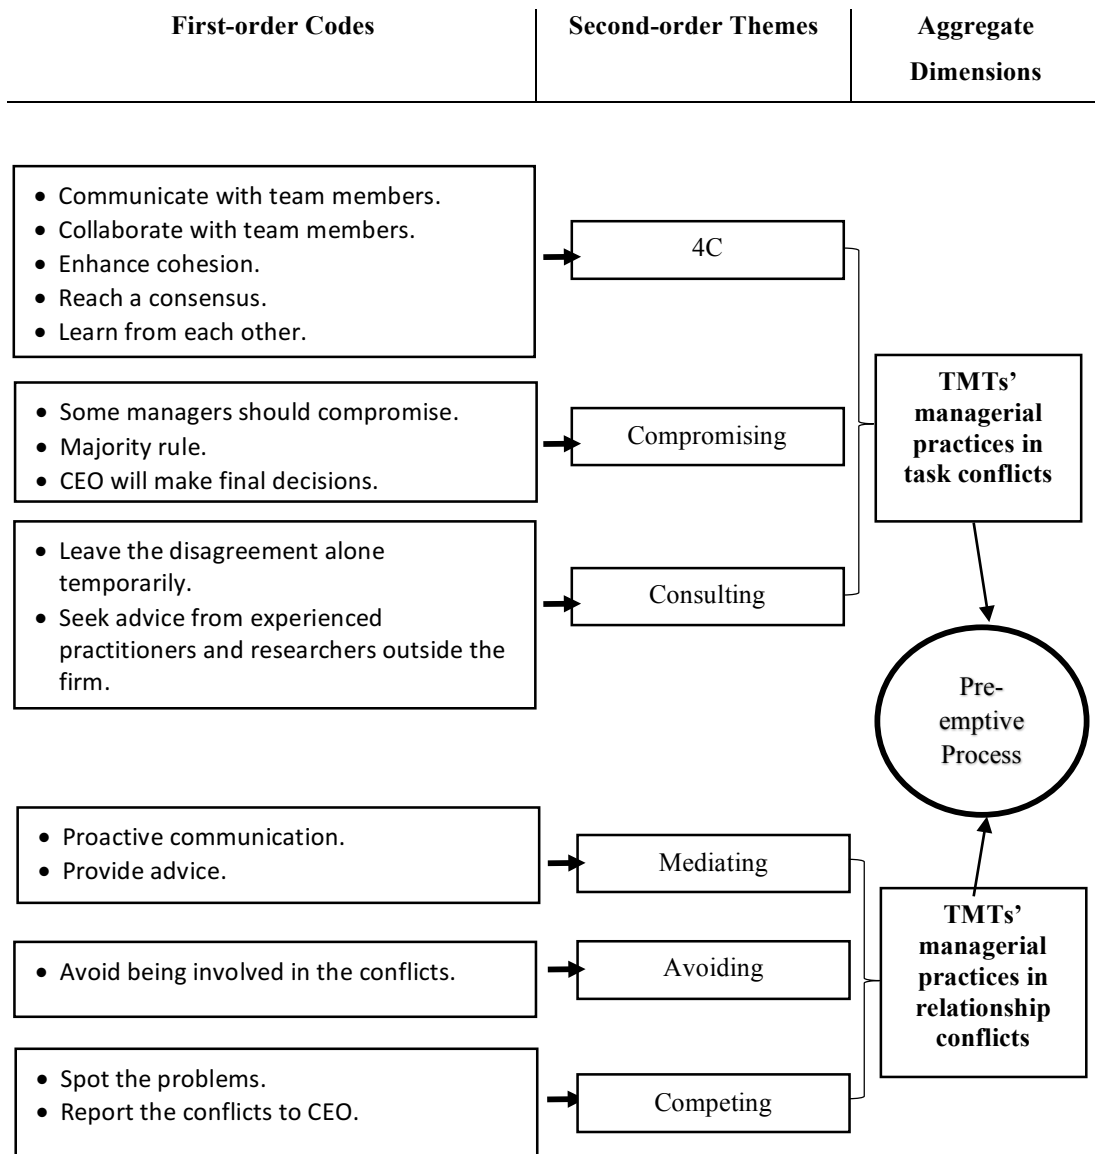 First-order Codes
Second-order Themes
Aggregate
Dimensions
• Communicate with team members.
• Collaborate with team members.
• Enhance cohesion.
• Reach a consensus.
• Learn from each other.
4C
• Some managers should compromise.
• Majority rule.
• CEO will make final decisions.
Compromising
• Leave the disagreement alone
temporarily.
• Seek advice from experienced
practitioners and researchers outside the
firm.
Consulting
TMTs’
managerial
practices in
task conflicts
Pre-
emptive
Process
• Proactive communication.
• Provide advice.
Mediating
• Avoid being involved in the conflicts.
Avoiding
• Spot the problems.
• Report the conflicts to CEO.
Competing
TMTs’
managerial
practices in
relationship
conflicts